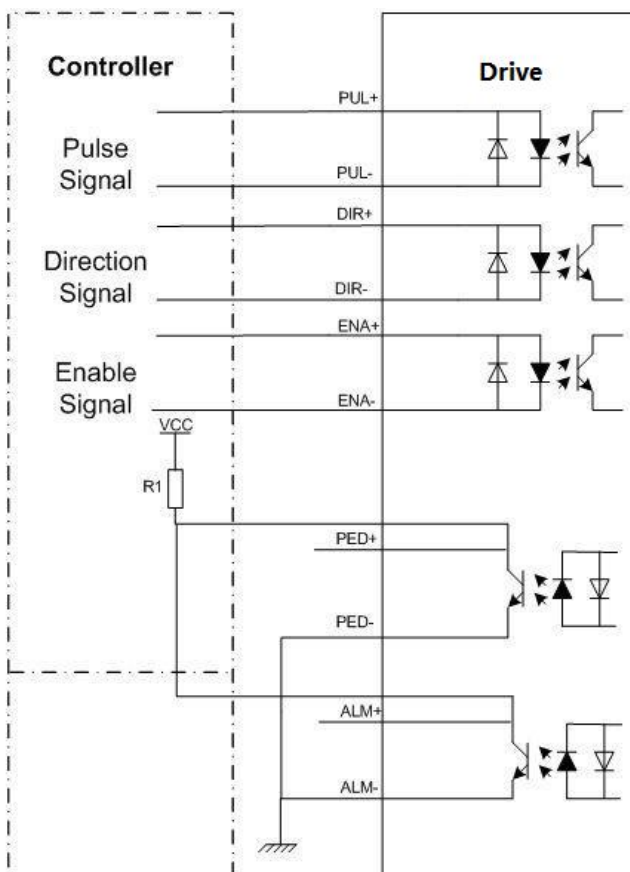 Controller
Drive
PUL+
Pulse
Signal
PUL-
DIR+
Direction
Signal
DIR-
ENA+
Enable
Signal
ENA-
VCC
R1
PED+
PED-
ALM+
ALM-